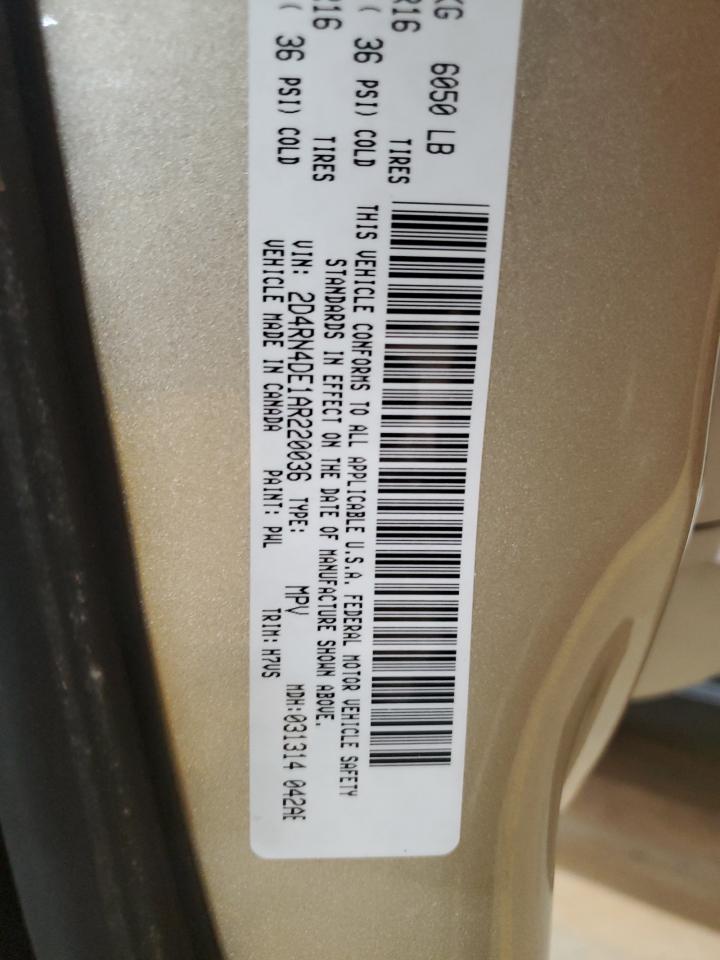 KG 6050 LB
R16 TIRES
( 36 PSI) COLD
R16 TIRES
( 36 PSI) COLD
THIS VEHICLE CONFORMS TO ALL APPLICABLE U.S.A. FEDERAL MOTOR VEHICLE SAFETY
STANDARDS IN EFFECT ON THE DATE OF MANUFACTURE SHOWN ABOVE.
VIN: 2D4RN4DE1AR220036 TYPE: MPV MDH:031314 042AE
VEHICLE MADE IN CANADA PAINT: PWL TRIM: H7VS